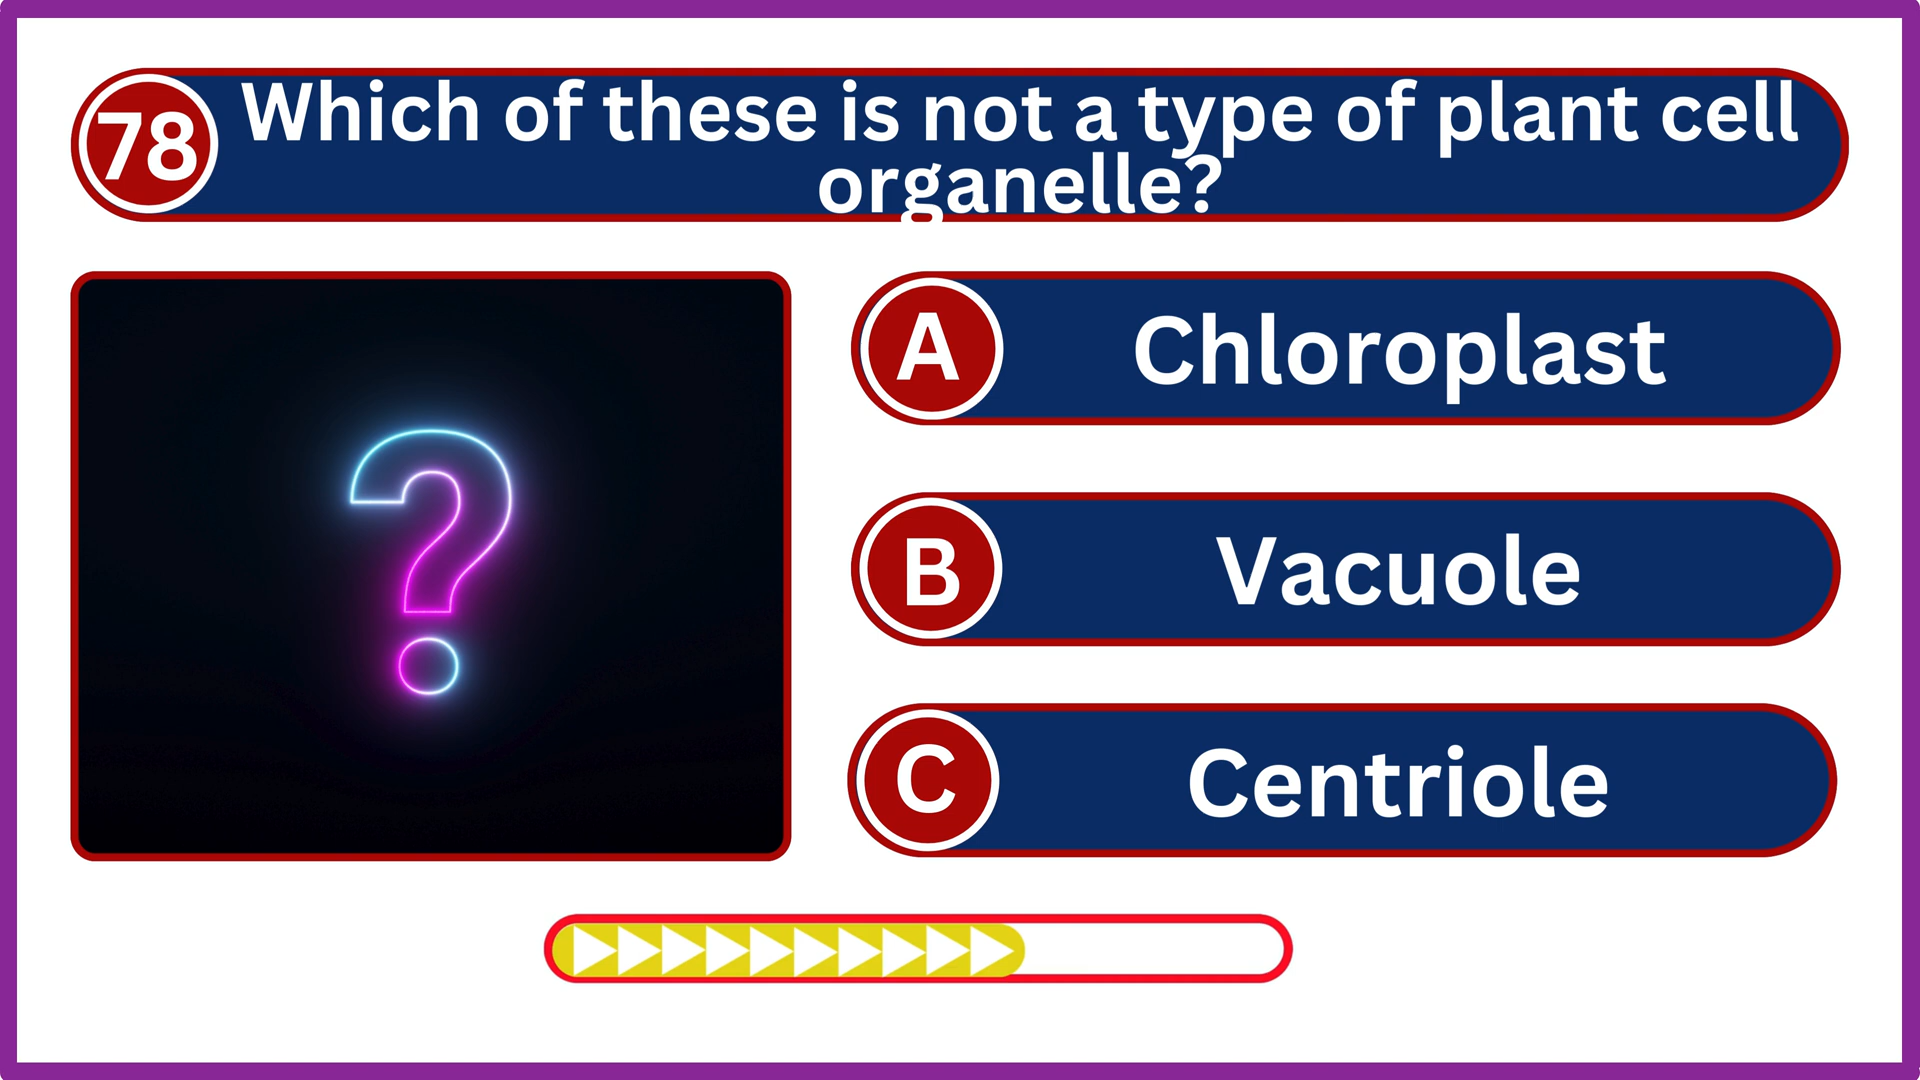 78
Which of these is not a type of plant cell
organelle?
A
Chloroplast
B
Vacuole
?
C
Centriole